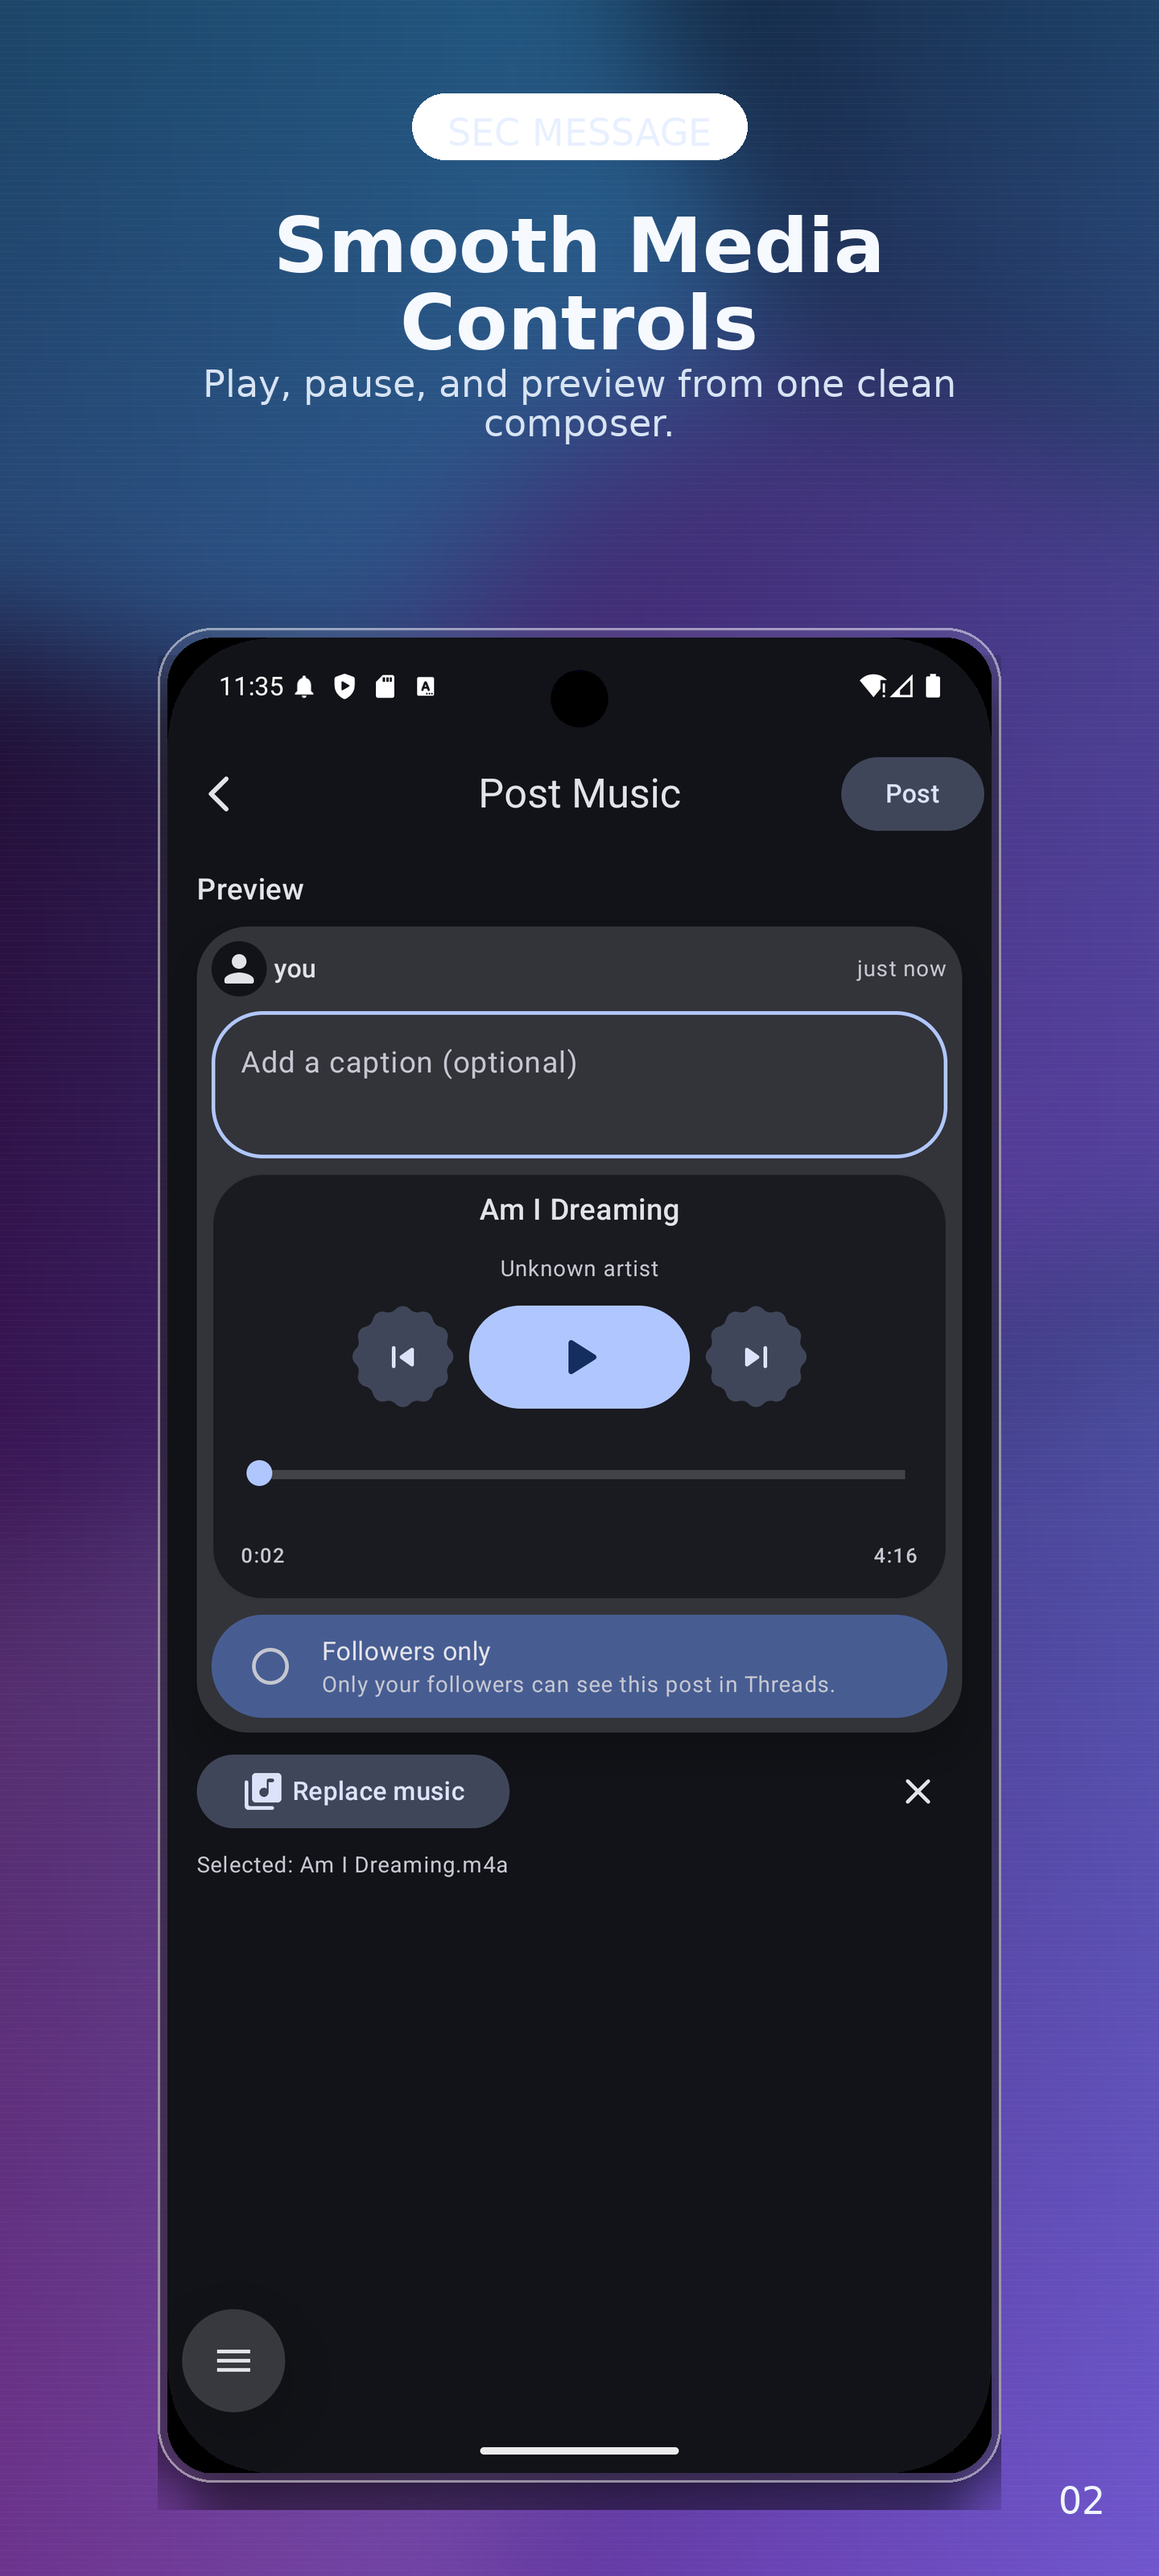 SEC MESSAGE
Smooth Media
Controls
Play, pause, and preview from one clean
composer.
11:35
Post Music
Post
Preview
you
just now
Add a caption (optional)
Am I Dreaming
Unknown artist
0:02
4:16
Followers only
Only your followers can see this post in Threads.
Replace music
Selected: Am I Dreaming.m4a
02